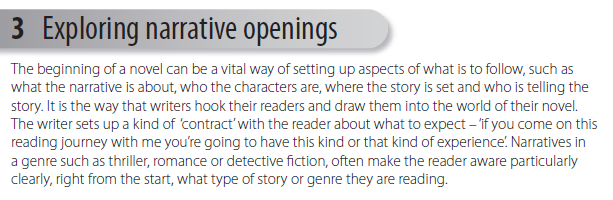 3 Exploring narrative openings
The beginning of a novel can be a vital way of setting up aspects of what is to follow, such as
what the narrative is about, who the characters are, where the story is set and who is telling the
story. It is the way that writers hook their readers and draw them into the world of their novel.
The writer sets up a kind of ‘contract’ with the reader about what to expect – ‘if you come on this
reading journey with me you’re going to have this kind or that kind of experience’. Narratives in
a genre such as thriller, romance or detective fiction, often make the reader aware particularly
clearly, right from the start, what type of story or genre they are reading.